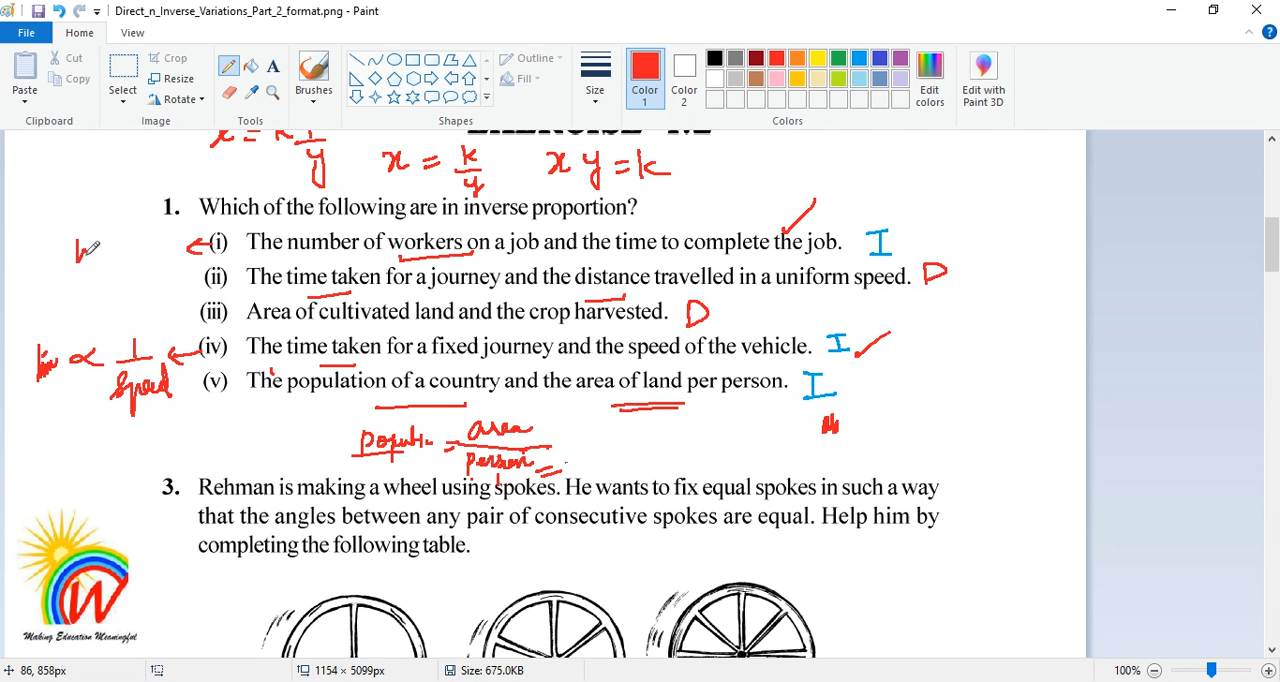 Direct_n_Inverse_Variations_Part_2_format.png - Paint
File Home View
Paste Cut Copy Select Crop Resize Rotate A Brushes Outline Fill Size Color 1 Color 2 Edit colors Edit with Paint 3D
Clipboard Image Tools Shapes Colors
x = k/y xy = k
1. Which of the following are in inverse proportion?
(i) The number of workers on a job and the time to complete the job. I
(ii) The time taken for a journey and the distance travelled in a uniform speed. D
(iii) Area of cultivated land and the crop harvested. D
∝ 1/speed (iv) The time taken for a fixed journey and the speed of the vehicle. I
(v) The population of a country and the area of land per person. I
= area/person
3. Rehman is making a wheel using spokes. He wants to fix equal spokes in such a way
that the angles between any pair of consecutive spokes are equal. Help him by
completing the following table.
W
Making Education Meaningful
86, 858px 1154 × 5099px Size: 675.0KB 100%